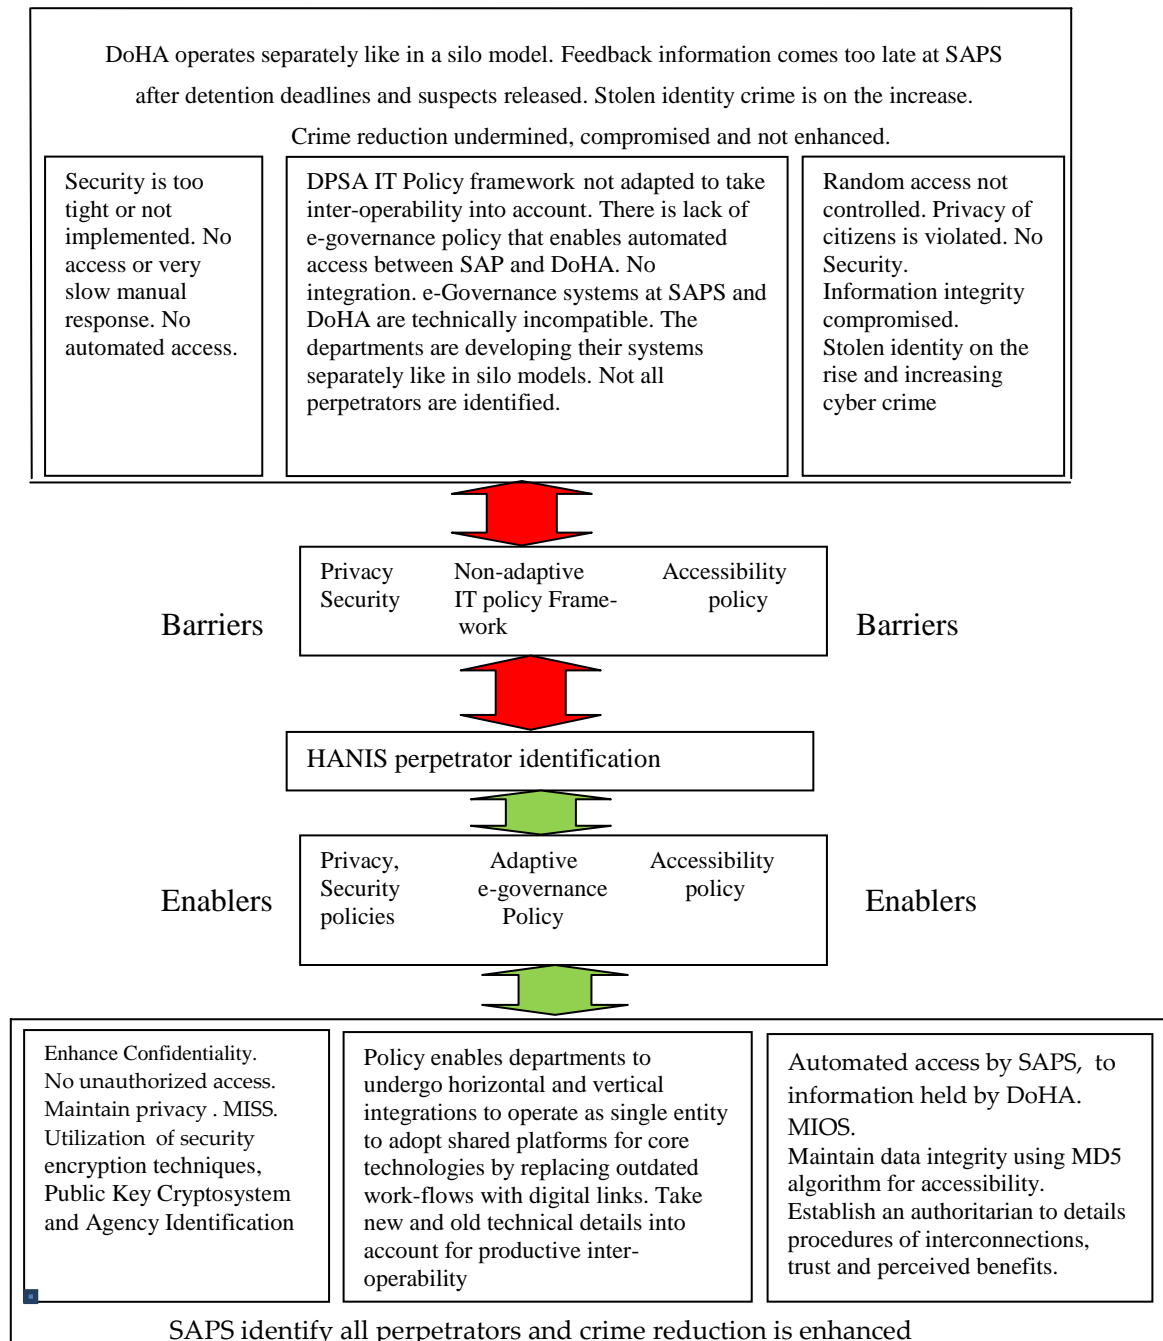 DoHA operates separately like in a silo model. Feedback information comes too late at SAPS
after detention deadlines and suspects released. Stolen identity crime is on the increase.
Crime reduction undermined, compromised and not enhanced.
Security is too
tight or not
implemented. No
access or very
slow manual
response. No
automated access.
DPSA IT Policy framework not adapted to take
inter-operability into account. There is lack of
e-governance policy that enables automated
access between SAP and DoHA. No
integration. e-Governance systems at SAPS and
DoHA are technically incompatible. The
departments are developing their systems
separately like in silo models. Not all
perpetrators are identified.
Random access not
controlled. Privacy of
citizens is violated. No
Security.
Information integrity
compromised.
Stolen identity on the
rise and increasing
cyber crime
Barriers
Privacy
Security
Non-adaptive
IT policy Frame-
work
Accessibility
policy
Barriers
HANIS perpetrator identification
Enablers
Privacy,
Security
policies
Adaptive
e-governance
Policy
Accessibility
policy
Enablers
Enhance Confidentiality.
No unauthorized access.
Maintain privacy . MISS.
Utilization of security
encryption techniques,
Public Key Cryptosystem
and Agency Identification
Policy enables departments to
undergo horizontal and vertical
integrations to operate as single entity
to adopt shared platforms for core
technologies by replacing outdated
work-flows with digital links. Take
new and old technical details into
account for productive inter-
operability
Automated access by SAPS, to
information held by DoHA.
MIOS.
Maintain data integrity using MD5
algorithm for accessibility.
Establish an authoritarian to details
procedures of interconnections,
trust and perceived benefits.
SAPS identify all perpetrators and crime reduction is enhanced